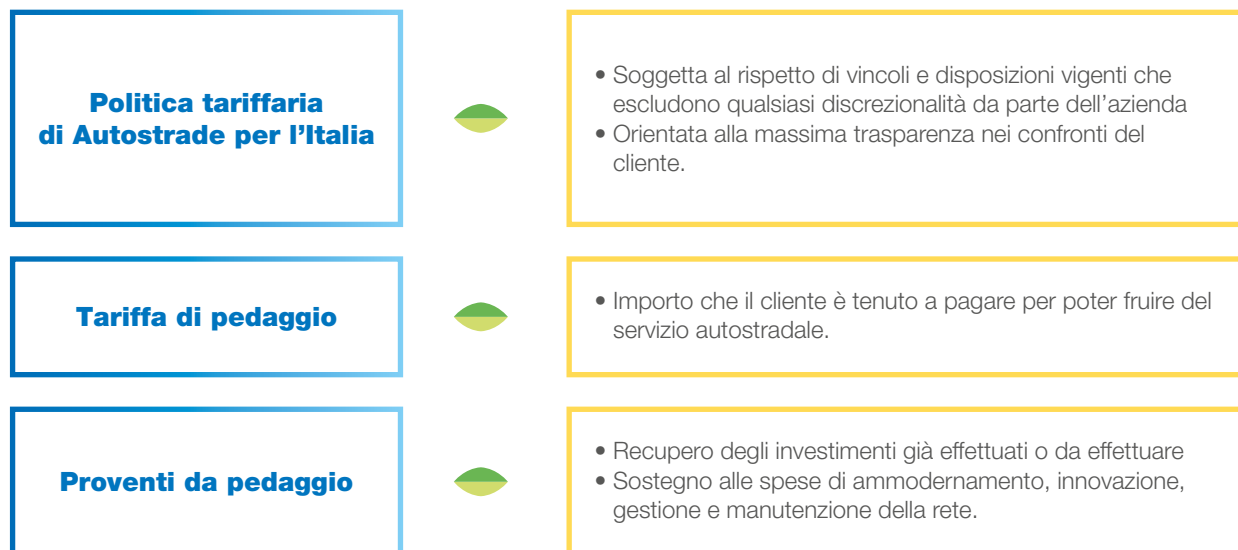 Politica tariffaria
di Autostrade per l'Italia
• Soggetta al rispetto di vincoli e disposizioni vigenti che
escludono qualsiasi discrezionalità da parte dell'azienda
• Orientata alla massima trasparenza nei confronti del
cliente.
Tariffa di pedaggio
• Importo che il cliente è tenuto a pagare per poter fruire del
servizio autostradale.
Proventi da pedaggio
• Recupero degli investimenti già effettuati o da effettuare
• Sostegno alle spese di ammodernamento, innovazione,
gestione e manutenzione della rete.